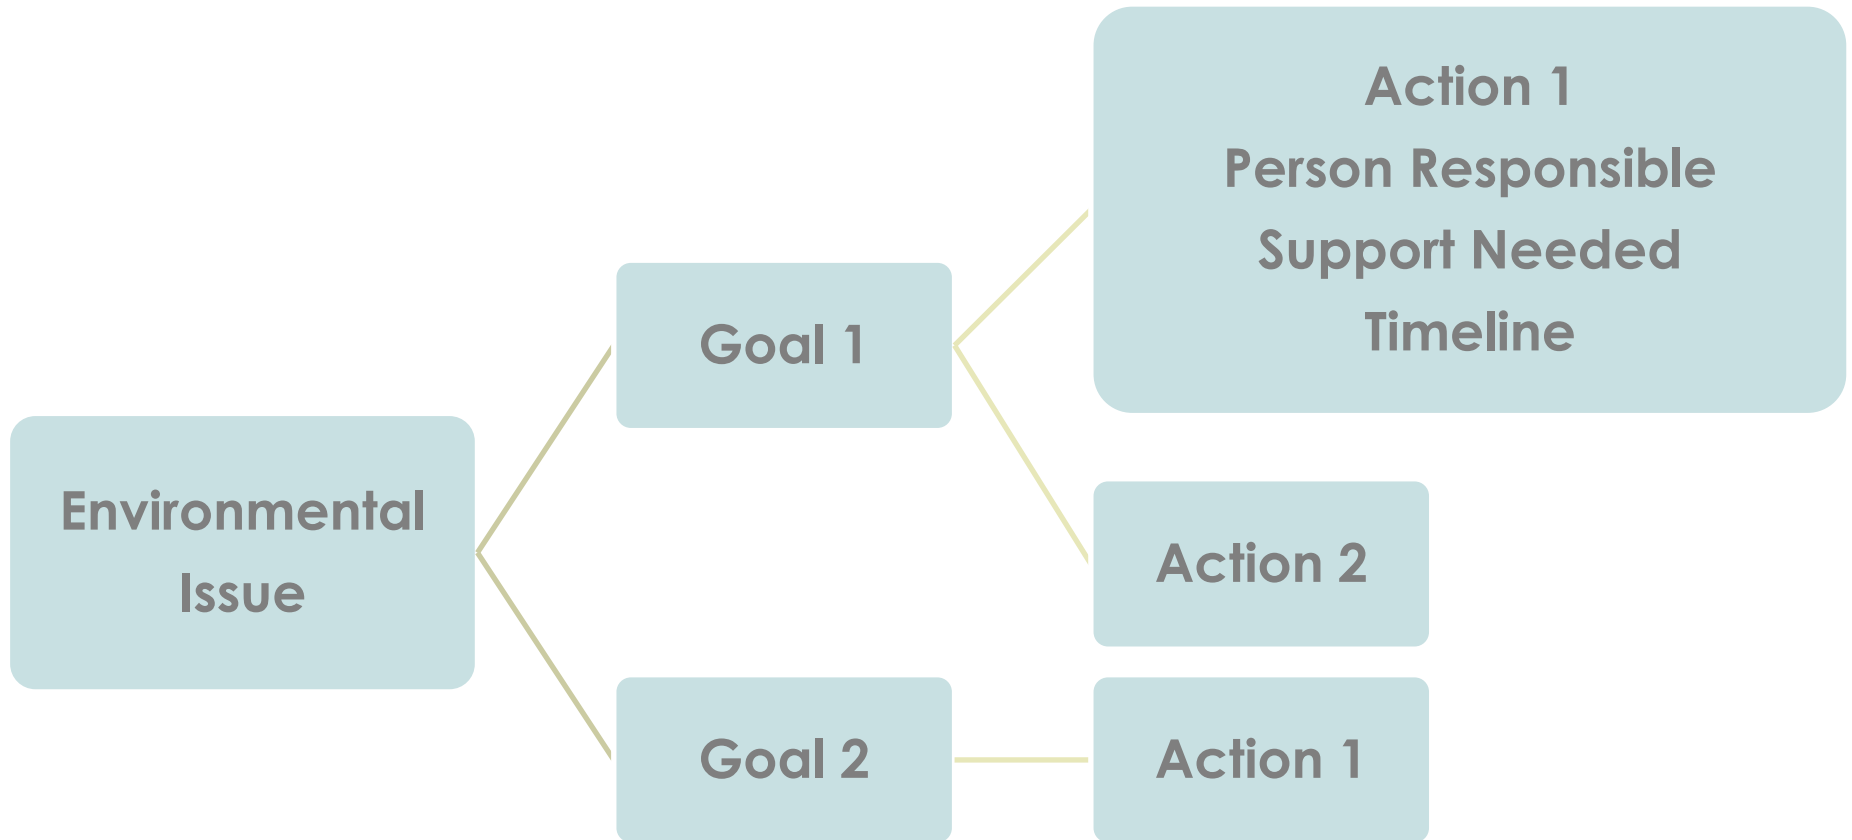 Environmental
Issue
Goal 1
Action 1
Person Responsible
Support Needed
Timeline
Action 2
Goal 2
Action 1